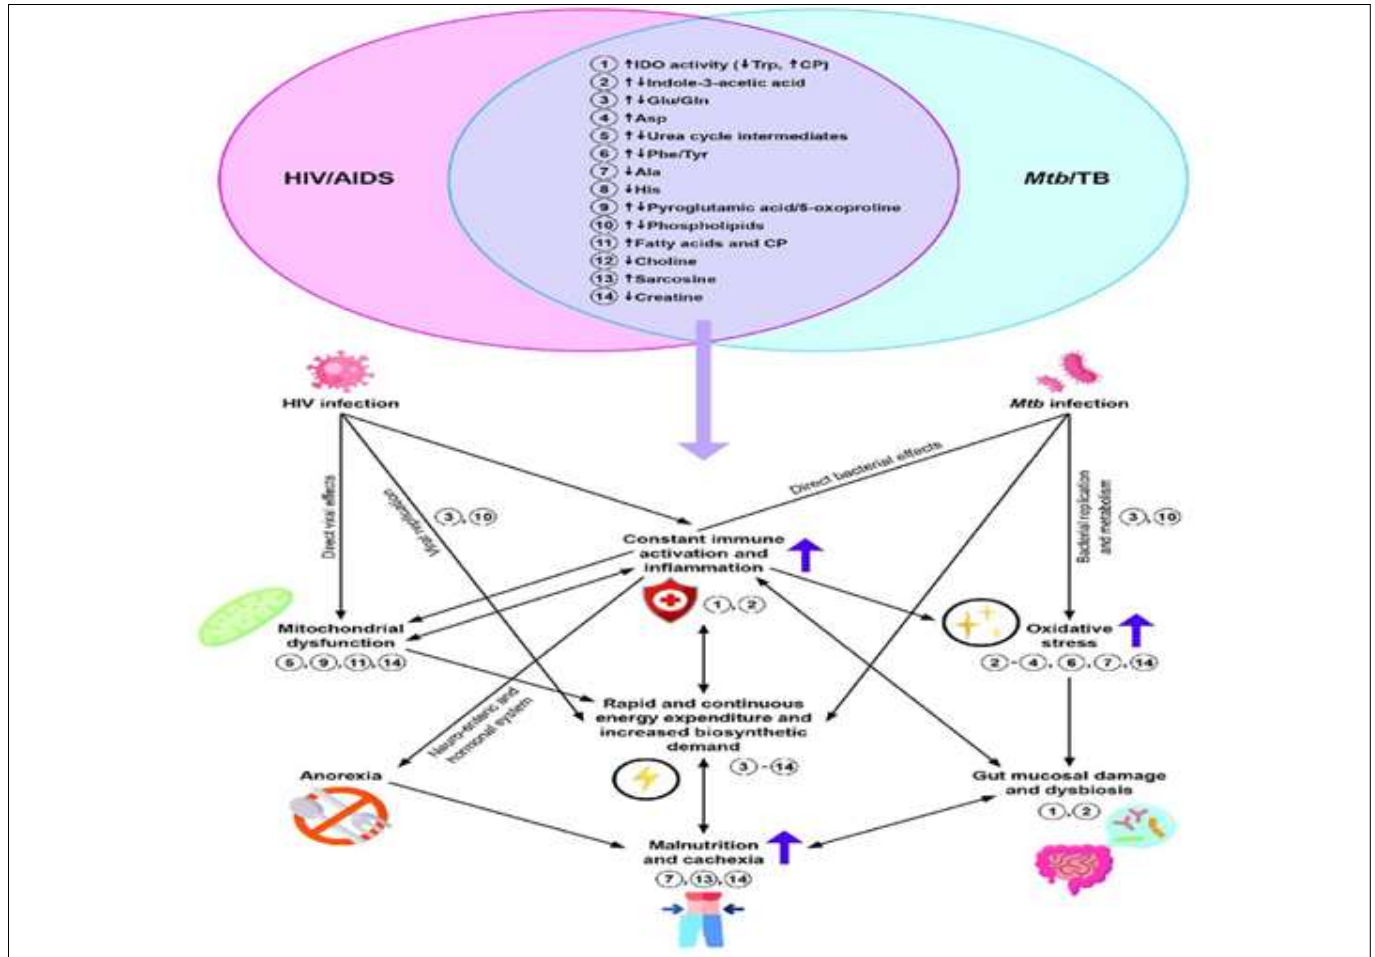 ① ↑IDO activity (↓Trp, ↑CP)
② ↑↓Indole-3-acetic acid
③ ↑↓Glu/Gln
④ ↑Asp
⑤ ↑↓Urea cycle intermediates
⑥ ↑↓Phe/Tyr
⑦ ↓Ala
⑧ ↓His
⑨ ↑↓Pyroglutamic acid/5-oxoproline
⑩ ↑↓Phospholipids
⑪ ↑Fatty acids and CP
⑫ ↓Choline
⑬ ↑Sarcosine
⑭ ↓Creatine
HIV/AIDS
Mtb/TB
HIV infection
Mtb infection
Direct viral effects
Viral replication
③,⑩
Direct bacterial effects
Bacterial replication
and metabolism
③,⑩
Constant immune
activation and
inflammation
①,②
Mitochondrial
dysfunction
⑤,⑨,⑪,⑭
Oxidative
stress
②-④,⑥,⑦,⑭
Neuro-enteric and
hormonal system
Rapid and continuous
energy expenditure and
increased biosynthetic
demand
③-⑭
Anorexia
Gut mucosal damage
and dysbiosis
①,②
Malnutrition
and cachexia
⑦,⑬,⑭